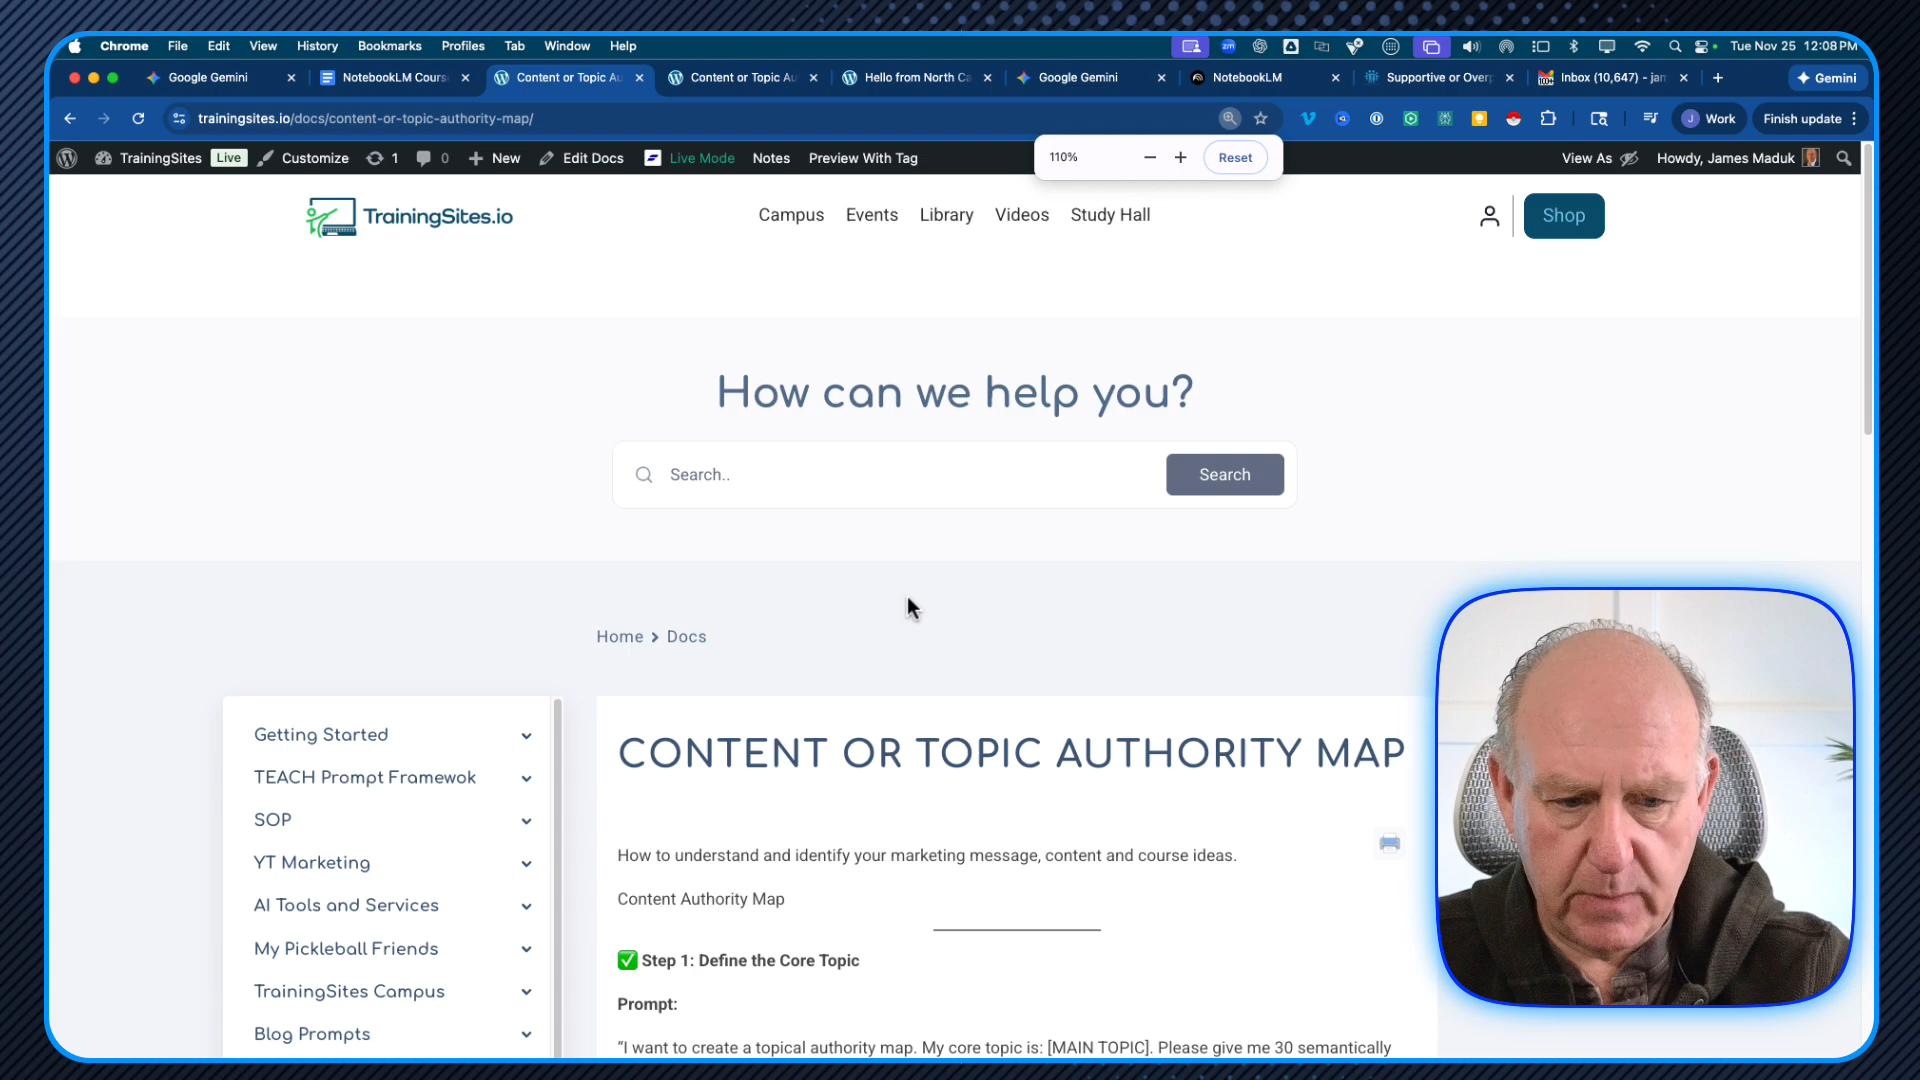 Chrome File Edit View History Bookmarks Profiles Tab Window Help
Tue Nov 25 12:08 PM
Google Gemini
NotebookLM Cours
Content or Topic Au
Content or Topic Au
Hello from North Ca
Google Gemini
NotebookLM
Supportive or Overp
Inbox (10,647) - jam
Gemini
trainingsites.io/docs/content-or-topic-authority-map/
J Work
Finish update
TrainingSites Live Customize 1 0 New Edit Docs Live Mode Notes Preview With Tag
110% Reset
View As Howdy, James Maduk
TrainingSites.io
Campus Events Library Videos Study Hall
Shop
How can we help you?
Search..
Search
Home > Docs
Getting Started
TEACH Prompt Framewok
SOP
YT Marketing
AI Tools and Services
My Pickleball Friends
TrainingSites Campus
Blog Prompts
CONTENT OR TOPIC AUTHORITY MAP
How to understand and identify your marketing message, content and course ideas.
Content Authority Map
✅ Step 1: Define the Core Topic
Prompt:
“I want to create a topical authority map. My core topic is: [MAIN TOPIC]. Please give me 30 semantically